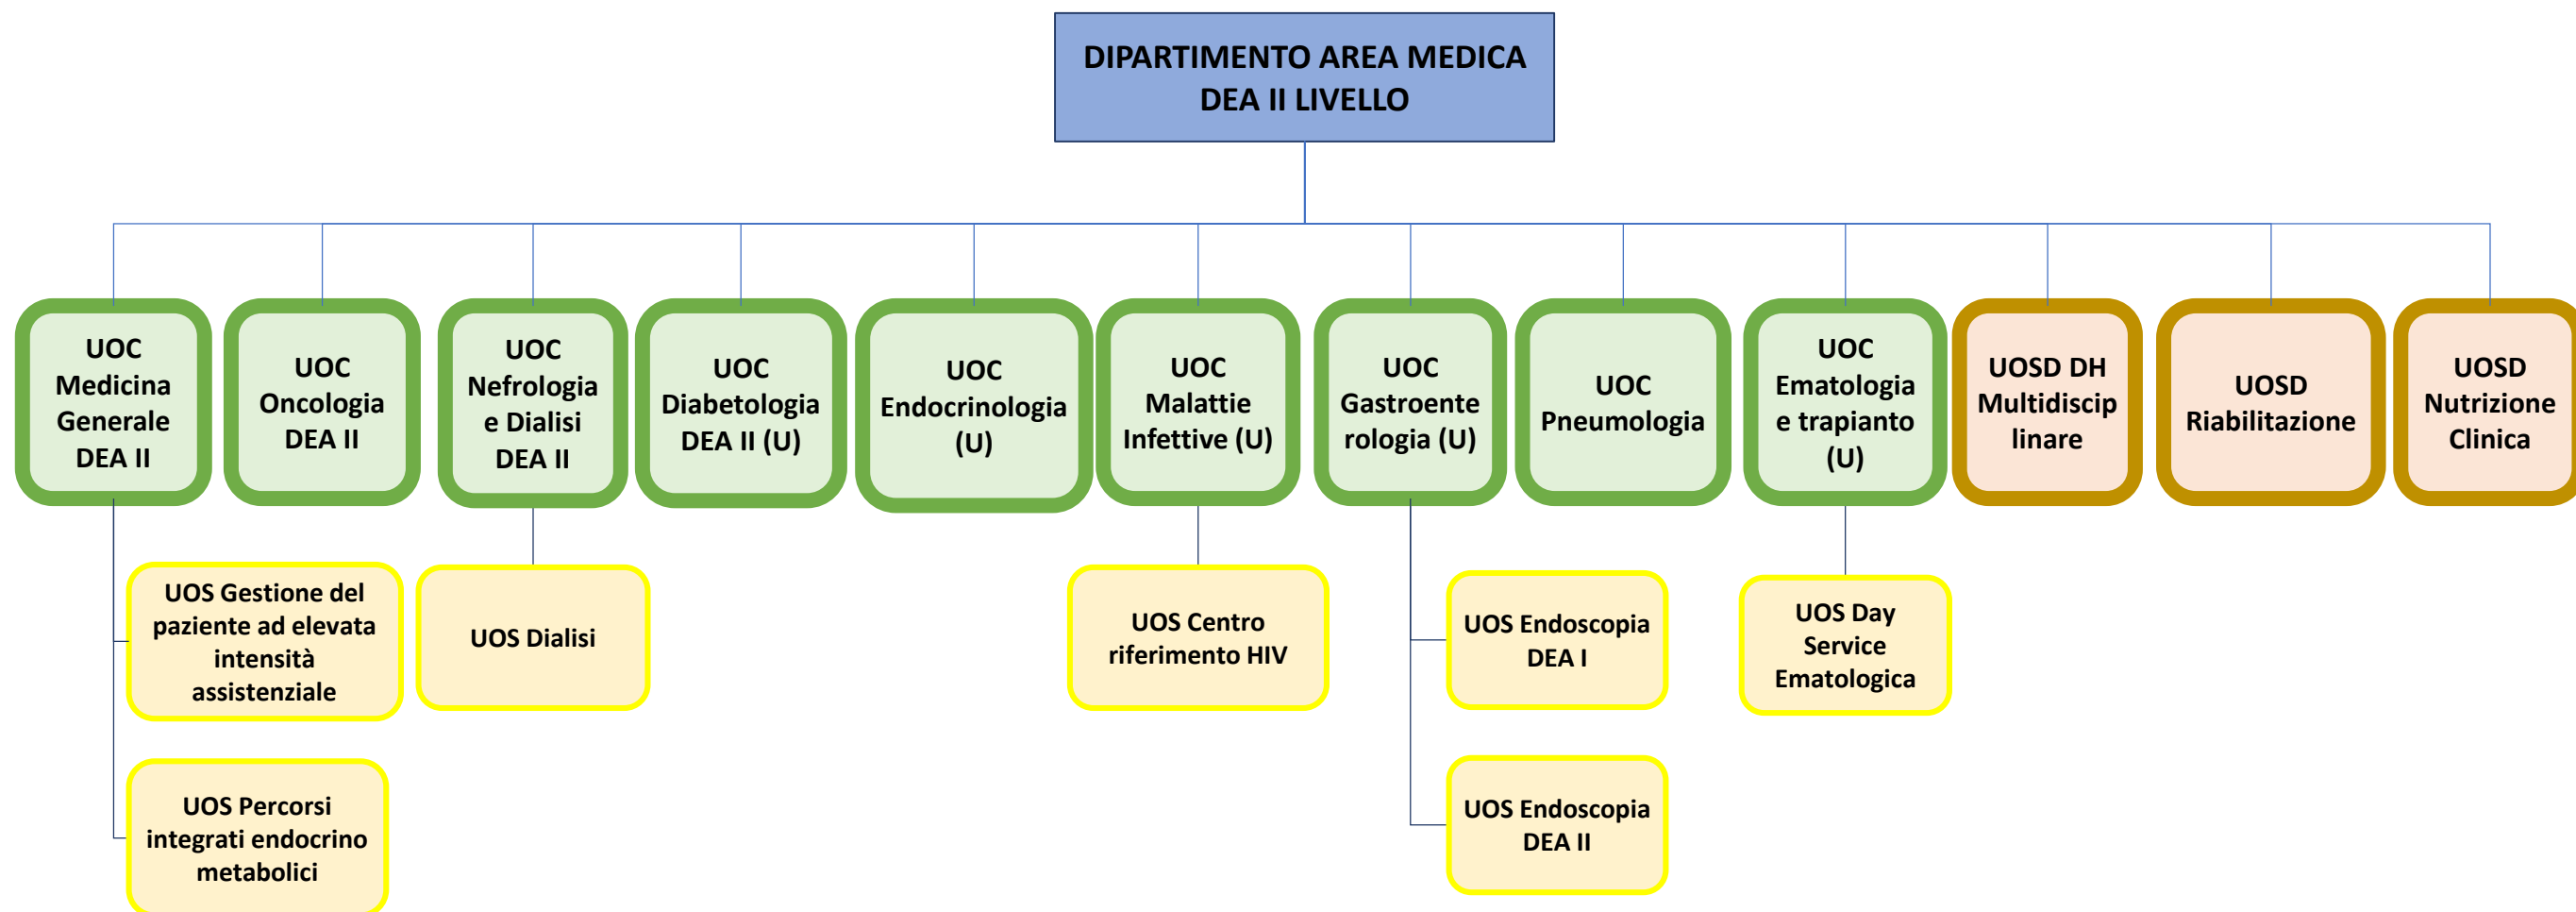 DIPARTIMENTO AREA MEDICA
DEA II LIVELLO
UOC
Medicina
Generale
DEA II
UOC
Oncologia
DEA II
UOC
Nefrologia
e Dialisi
DEA II
UOC
Diabetologia
DEA II (U)
UOC
Endocrinologia
(U)
UOC
Malattie
Infettive (U)
UOC
Gastroente
rologia (U)
UOC
Pneumologia
UOC
Ematologia
e trapianto
(U)
UOSD DH
Multidiscip
linare
UOSD
Riabilitazione
UOSD
Nutrizione
Clinica
UOS Gestione del
paziente ad elevata
intensità
assistenziale
UOS Dialisi
UOS Centro
riferimento HIV
UOS Endoscopia
DEA I
UOS Day
Service
Ematologica
UOS Percorsi
integrati endocrino
metabolici
UOS Endoscopia
DEA II